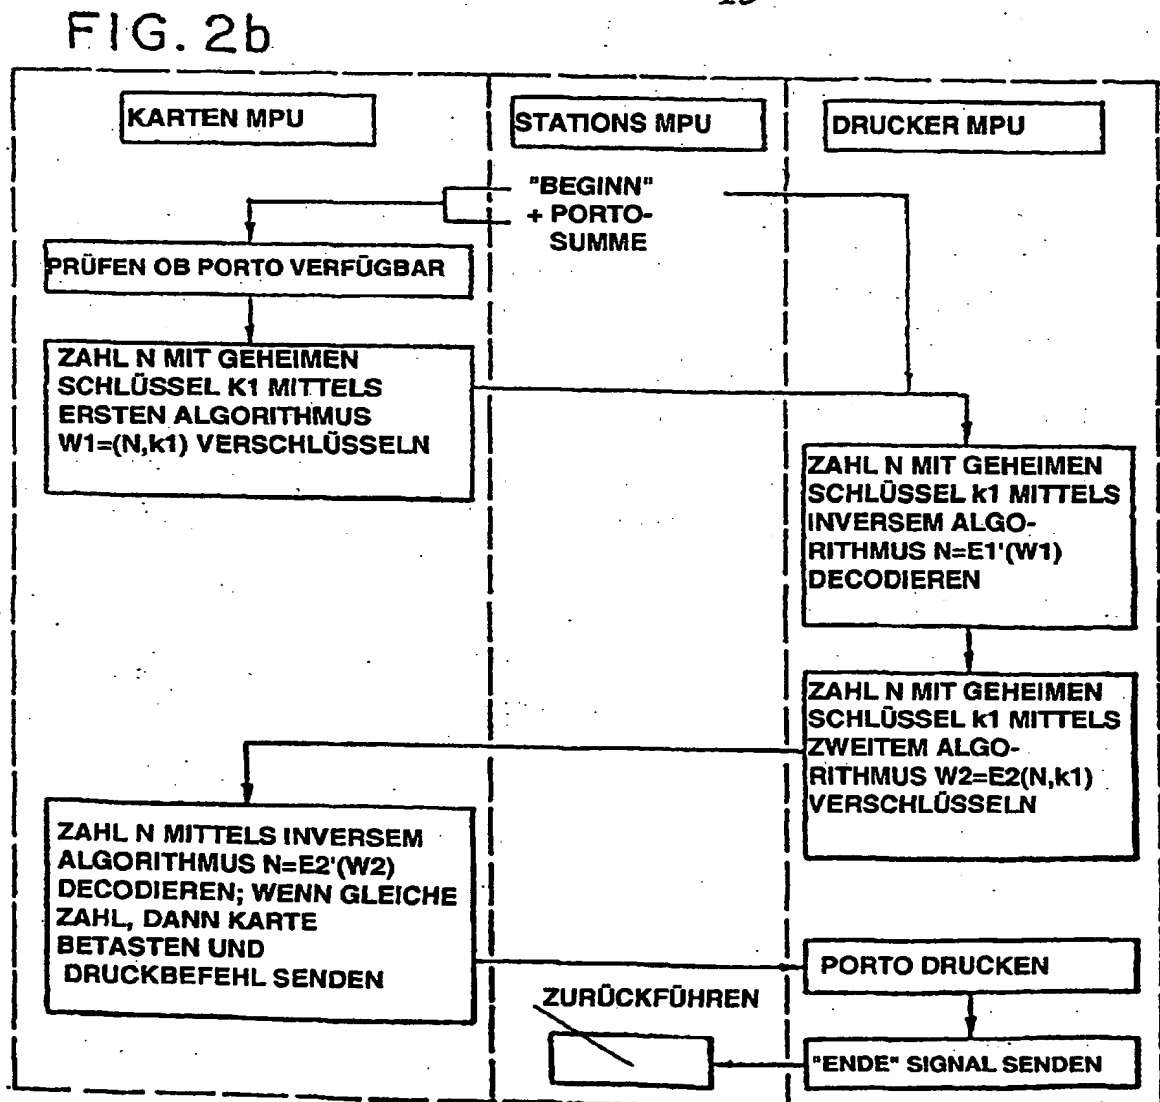 FIG. 2b
KARTEN MPU
STATIONS MPU
DRUCKER MPU
"BEGINN"
+ PORTO-
SUMME
PRÜFEN OB PORTO VERFÜGBAR
ZAHL N MIT GEHEIMEN
SCHLÜSSEL K1 MITTELS
ERSTEN ALGORITHMUS
W1=(N,k1) VERSCHLÜSSELN
ZAHL N MIT GEHEIMEN
SCHLÜSSEL k1 MITTELS
INVERSEM ALGO-
RITHMUS N=E1'(W1)
DECODIEREN
ZAHL N MIT GEHEIMEN
SCHLÜSSEL k1 MITTELS
ZWEITEM ALGO-
RITHMUS W2=E2(N,k1)
VERSCHLÜSSELN
ZAHL N MITTELS INVERSEM
ALGORITHMUS N=E2'(W2)
DECODIEREN; WENN GLEICHE
ZAHL, DANN KARTE
BETASTEN UND
DRUCKBEFEHL SENDEN
PORTO DRUCKEN
ZURÜCKFÜHREN
"ENDE" SIGNAL SENDEN